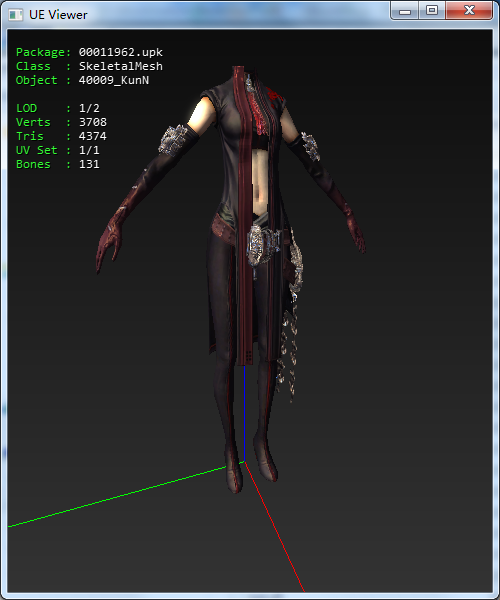 UE Viewer
Package: 00011962.upk
Class : SkeletalMesh
Object : 40009_KunN
LOD : 1/2
Verts : 3708
Tris : 4374
UV Set : 1/1
Bones : 131